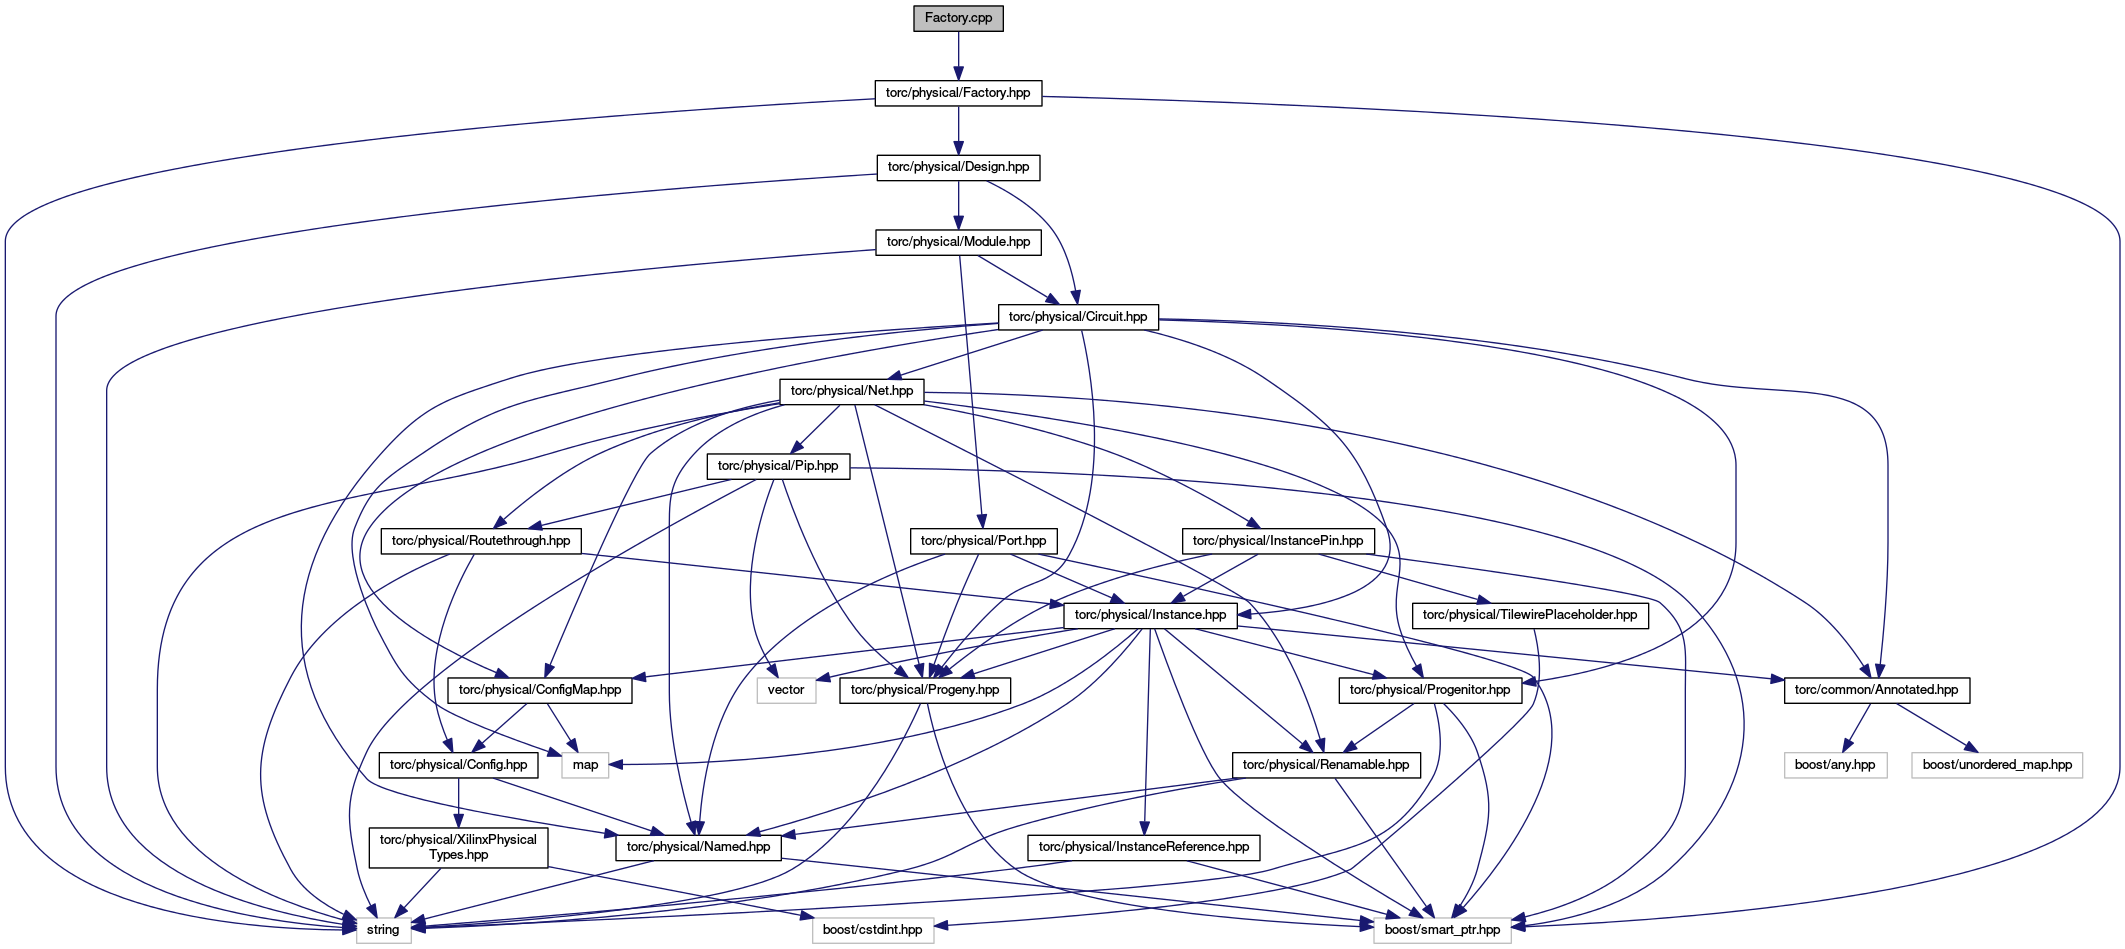 Factory.cpp
torc/physical/Factory.hpp
torc/physical/Design.hpp
torc/physical/Module.hpp
torc/physical/Circuit.hpp
torc/physical/Net.hpp
torc/physical/Pip.hpp
torc/physical/Routethrough.hpp
torc/physical/Port.hpp
torc/physical/InstancePin.hpp
torc/physical/Instance.hpp
torc/physical/TilewirePlaceholder.hpp
torc/physical/ConfigMap.hpp
vector
torc/physical/Progeny.hpp
torc/physical/Progenitor.hpp
torc/common/Annotated.hpp
torc/physical/Config.hpp
map
torc/physical/Renamable.hpp
boost/any.hpp
boost/unordered_map.hpp
torc/physical/XilinxPhysical
Types.hpp
torc/physical/Named.hpp
torc/physical/InstanceReference.hpp
string
boost/cstdint.hpp
boost/smart_ptr.hpp